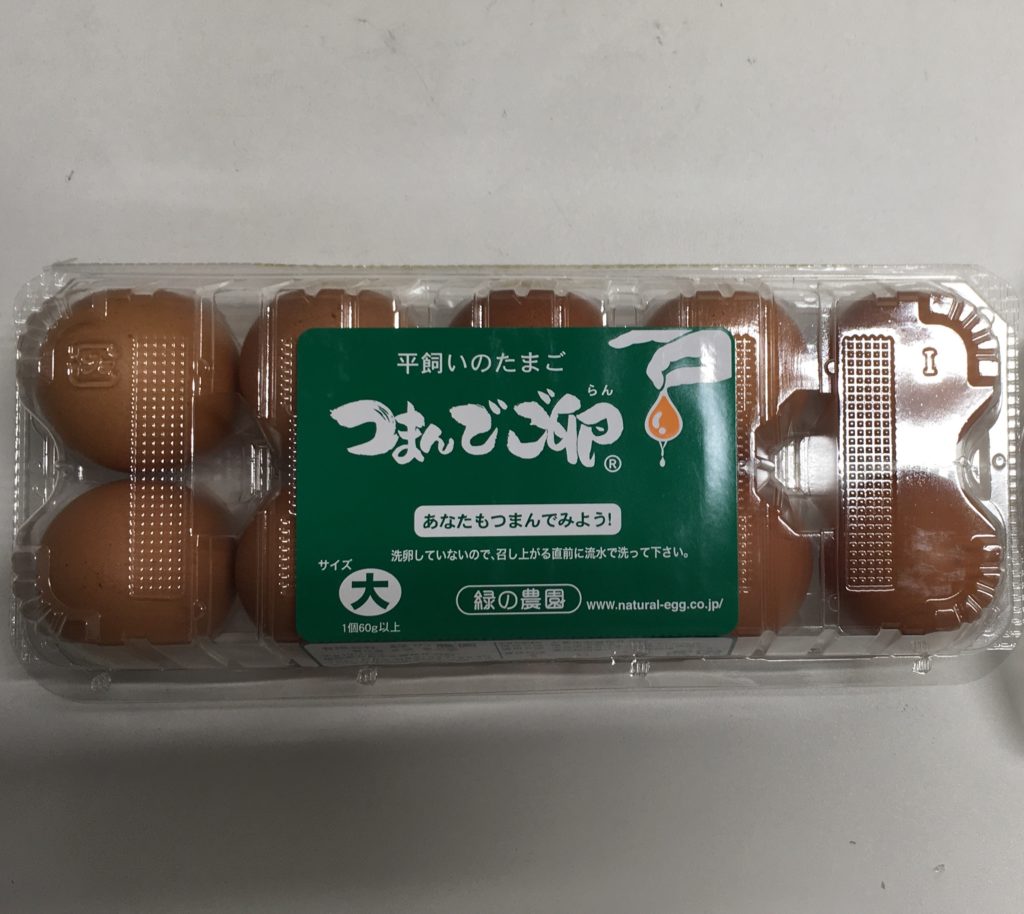 平飼いのたまご
らん
つまんでご卵®
あなたもつまんでみよう!
洗卵していないので、召し上がる直前に流水で洗って下さい。
サイズ
大
1個60g以上
緑の農園 www.natural-egg.co.jp/